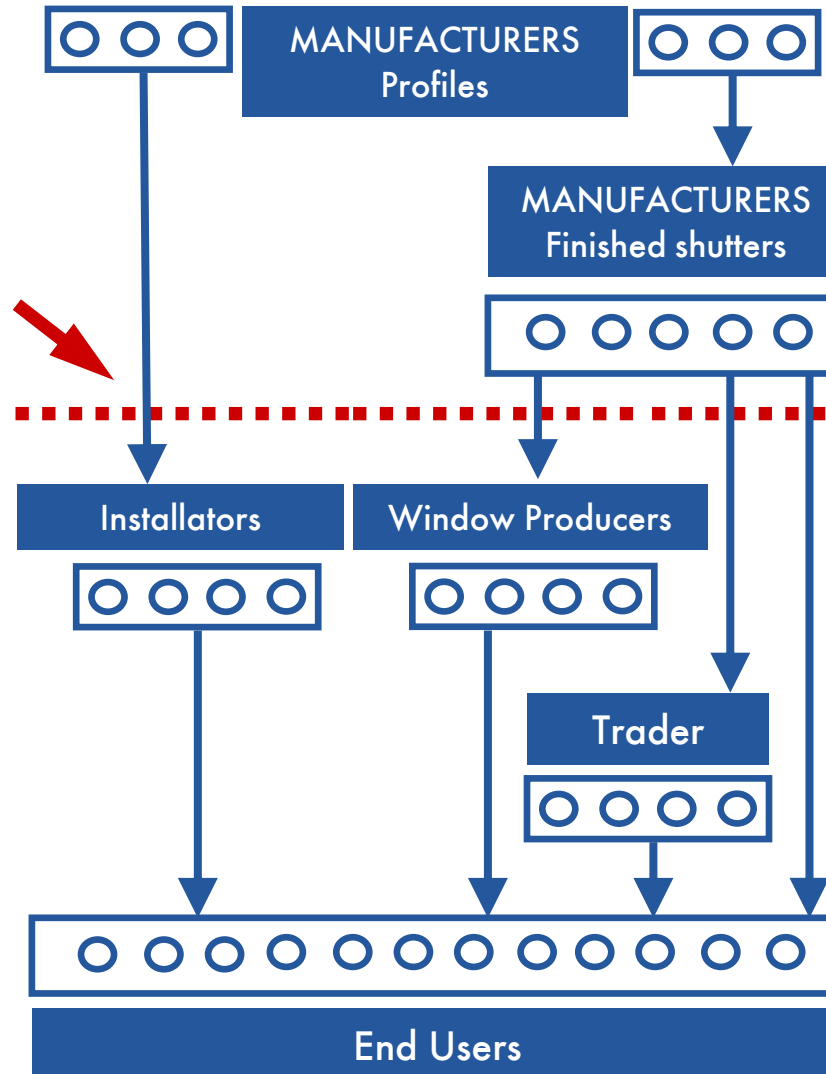 MANUFACTURERS
Profiles
MANUFACTURERS
Finished shutters
Installators
Window Producers
Trader
End Users